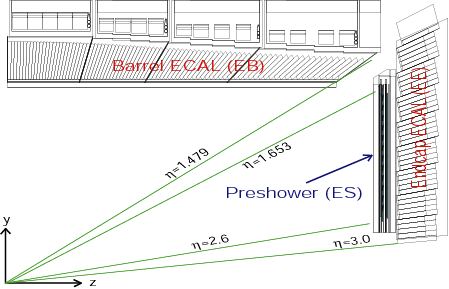 Barrel ECAL (EB)
Endcap ECAL (EE)
η=1.479
η=1.653
Preshower (ES)
y
η=2.6
η=3.0
z